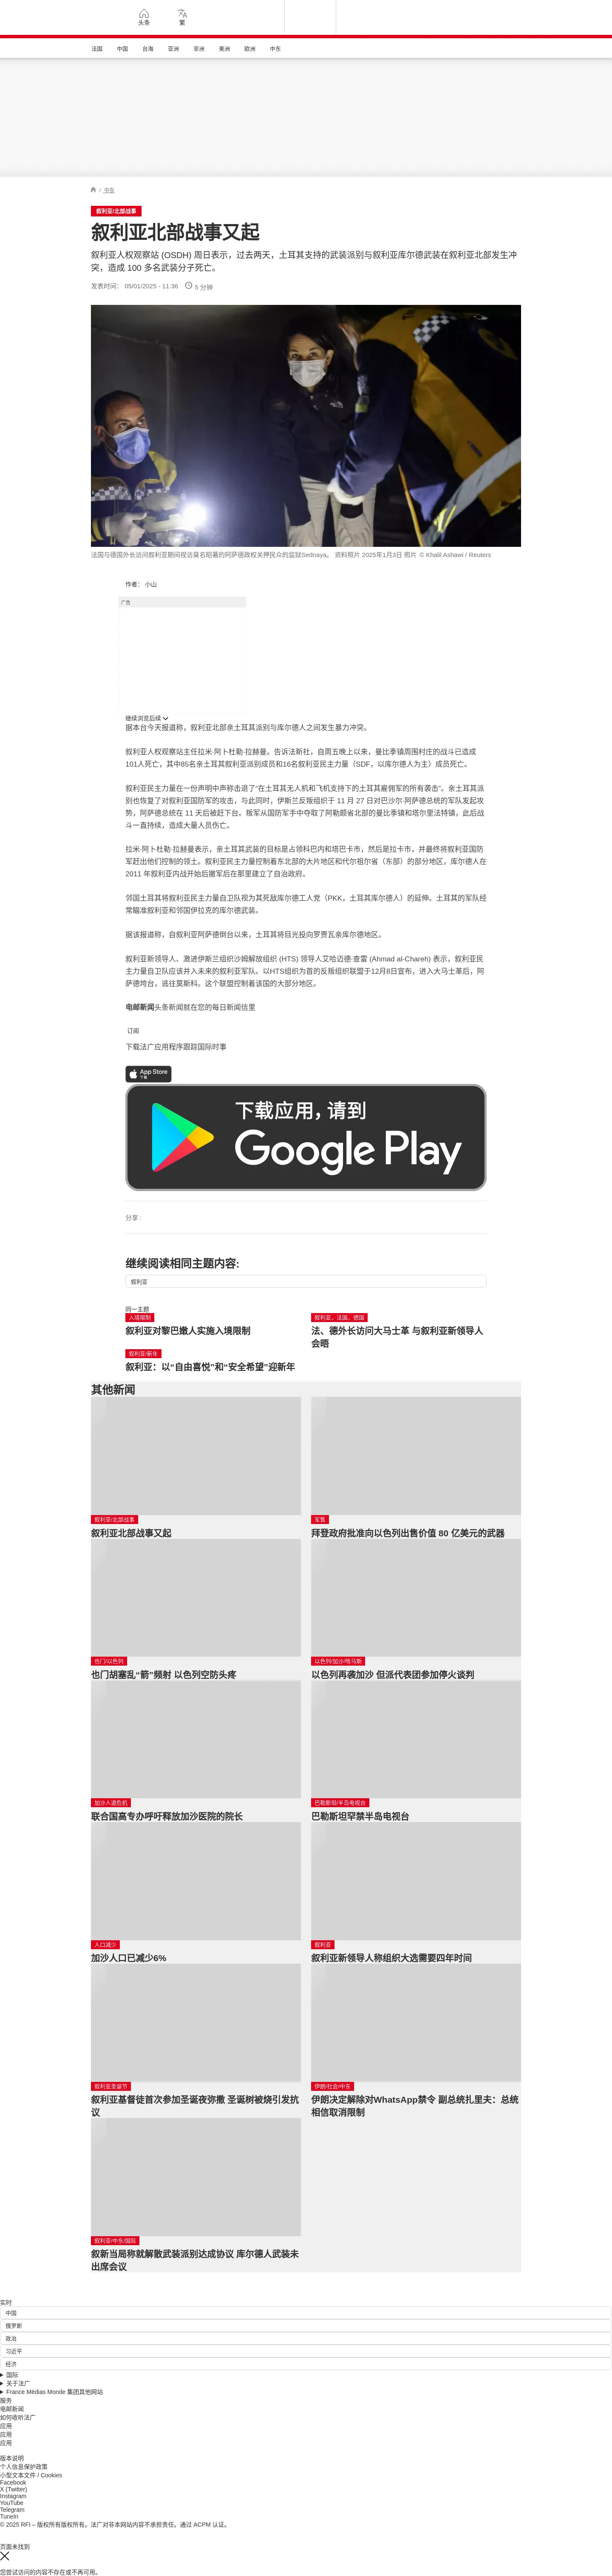 头条
繁
法国
中国
台海
亚洲
非洲
美洲
欧洲
中东
/ 中东
叙利亚/北部战事
叙利亚北部战事又起
叙利亚人权观察站 (OSDH) 周日表示，过去两天，土耳其支持的武装派别与叙利亚库尔德武装在叙利亚北部发生冲
突，造成 100 多名武装分子死亡。
发表时间： 05/01/2025 - 11:36
5 分钟
法国与德国外长访问叙利亚期间视访臭名昭著的阿萨德政权关押民众的监狱Sednaya。 资料照片 2025年1月3日 照片 © Khalil Ashawi / Reuters
作者： 小山
广告
继续浏览后续
据本台今天报道称，叙利亚北部亲土耳其派别与库尔德人之间发生暴力冲突。
叙利亚人权观察站主任拉米·阿卜杜勒·拉赫曼。告诉法新社，自周五晚上以来，曼比季镇周围村庄的战斗已造成
101人死亡，其中85名亲土耳其叙利亚派别成员和16名叙利亚民主力量（SDF，以库尔德人为主）成员死亡。
叙利亚民主力量在一份声明中声称击退了“在土耳其无人机和飞机支持下的土耳其雇佣军的所有袭击”。亲土耳其派
别也恢复了对叙利亚国防军的攻击，与此同时，伊斯兰反叛组织于 11 月 27 日对巴沙尔·阿萨德总统的军队发起攻
势，阿萨德总统在 11 天后被赶下台。叛军从国防军手中夺取了阿勒颇省北部的曼比季镇和塔尔里法特镇，此后战
斗一直持续，造成大量人员伤亡。
拉米·阿卜杜勒·拉赫曼表示，亲土耳其武装的目标是占领科巴内和塔巴卡市，然后是拉卡市，并最终将叙利亚国防
军赶出他们控制的领土。叙利亚民主力量控制着东北部的大片地区和代尔祖尔省（东部）的部分地区，库尔德人在
2011 年叙利亚内战开始后撤军后在那里建立了自治政府。
邻国土耳其将叙利亚民主力量自卫队视为其死敌库尔德工人党（PKK，土耳其库尔德人）的延伸。土耳其的军队经
常瞄准叙利亚和邻国伊拉克的库尔德武装。
据该报道称，自叙利亚阿萨德倒台以来，土耳其将目光投向罗贾瓦亲库尔德地区。
叙利亚新领导人、激进伊斯兰组织沙姆解放组织 (HTS) 领导人艾哈迈德·查雷 (Ahmad al-Chareh) 表示，叙利亚民
主力量自卫队应该并入未来的叙利亚军队。以HTS组织为首的反叛组织联盟于12月8日宣布，进入大马士革后，阿
萨德垮台，逃往莫斯科。这个联盟控制着该国的大部分地区。
电邮新闻头条新闻就在您的每日新闻信里
订阅
下载法广应用程序跟踪国际时事
App Store
下载
下载应用，请到
Google Play
分享 :
继续阅读相同主题内容:
叙利亚
同一主题
入境限制
叙利亚对黎巴嫩人实施入境限制
叙利亚，法国，德国
法、德外长访问大马士革 与叙利亚新领导人
会晤
叙利亚/新年
叙利亚：以“自由喜悦”和“安全希望”迎新年
其他新闻
叙利亚/北部战事
叙利亚北部战事又起
军售
拜登政府批准向以色列出售价值 80 亿美元的武器
也门/以色列
也门胡塞乱“箭”频射 以色列空防头疼
以色列/加沙/哈马斯
以色列再袭加沙 但派代表团参加停火谈判
加沙人道危机
联合国高专办呼吁释放加沙医院的院长
巴勒斯坦/半岛电视台
巴勒斯坦罕禁半岛电视台
人口减少
加沙人口已减少6%
叙利亚
叙利亚新领导人称组织大选需要四年时间
叙利亚圣诞节
叙利亚基督徒首次参加圣诞夜弥撒 圣诞树被烧引发抗
议
伊朗/社会/中东
伊朗决定解除对WhatsApp禁令 副总统扎里夫：总统
相信取消限制
叙利亚/中东/国际
叙新当局称就解散武装派别达成协议 库尔德人武装未
出席会议
实时
中国
俄罗斯
政治
习近平
经济
国际
关于法广
France Médias Monde 集团其他网站
服务
电邮新闻
如何收听法广
应用
应用
应用
版本说明
个人信息保护政策
小型文本文件 / Cookies
Facebook
X (Twitter)
Instagram
YouTube
Telegram
TuneIn
© 2025 RFI – 版权所有版权所有。法广对非本网站内容不承担责任。通过 ACPM 认证。
页面未找到
您尝试访问的内容不存在或不再可用。